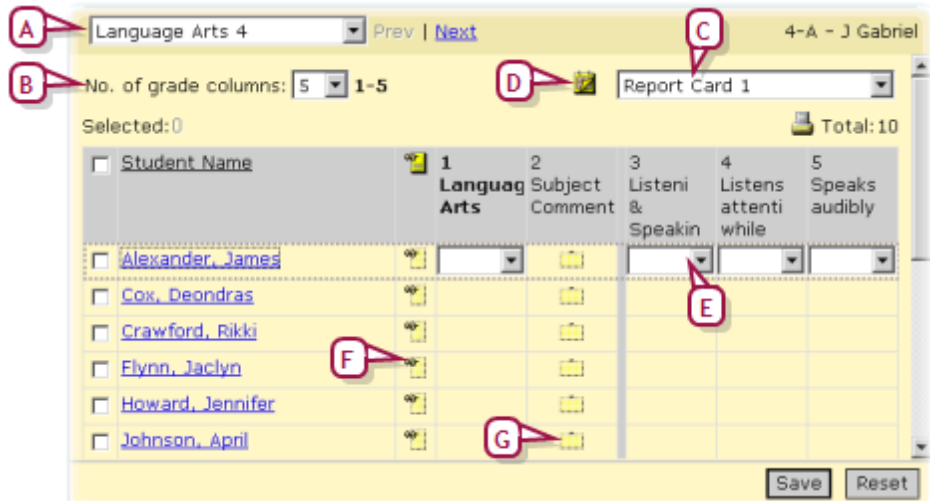 A Language Arts 4 Prev | Next C 4-A - J Gabriel
B No. of grade columns: 5 1-5 D Report Card 1
Selected:0 Total:10
Student Name 1 2 3 4 5
Languag Subject Listeni Listens Speaks
Arts Comment & attenti audibly
Speakin while
Alexander, James
E
Cox, Deondras
Crawford, Rikki
F Flynn, Jaclyn
Howard, Jennifer
Johnson, April G
Save Reset